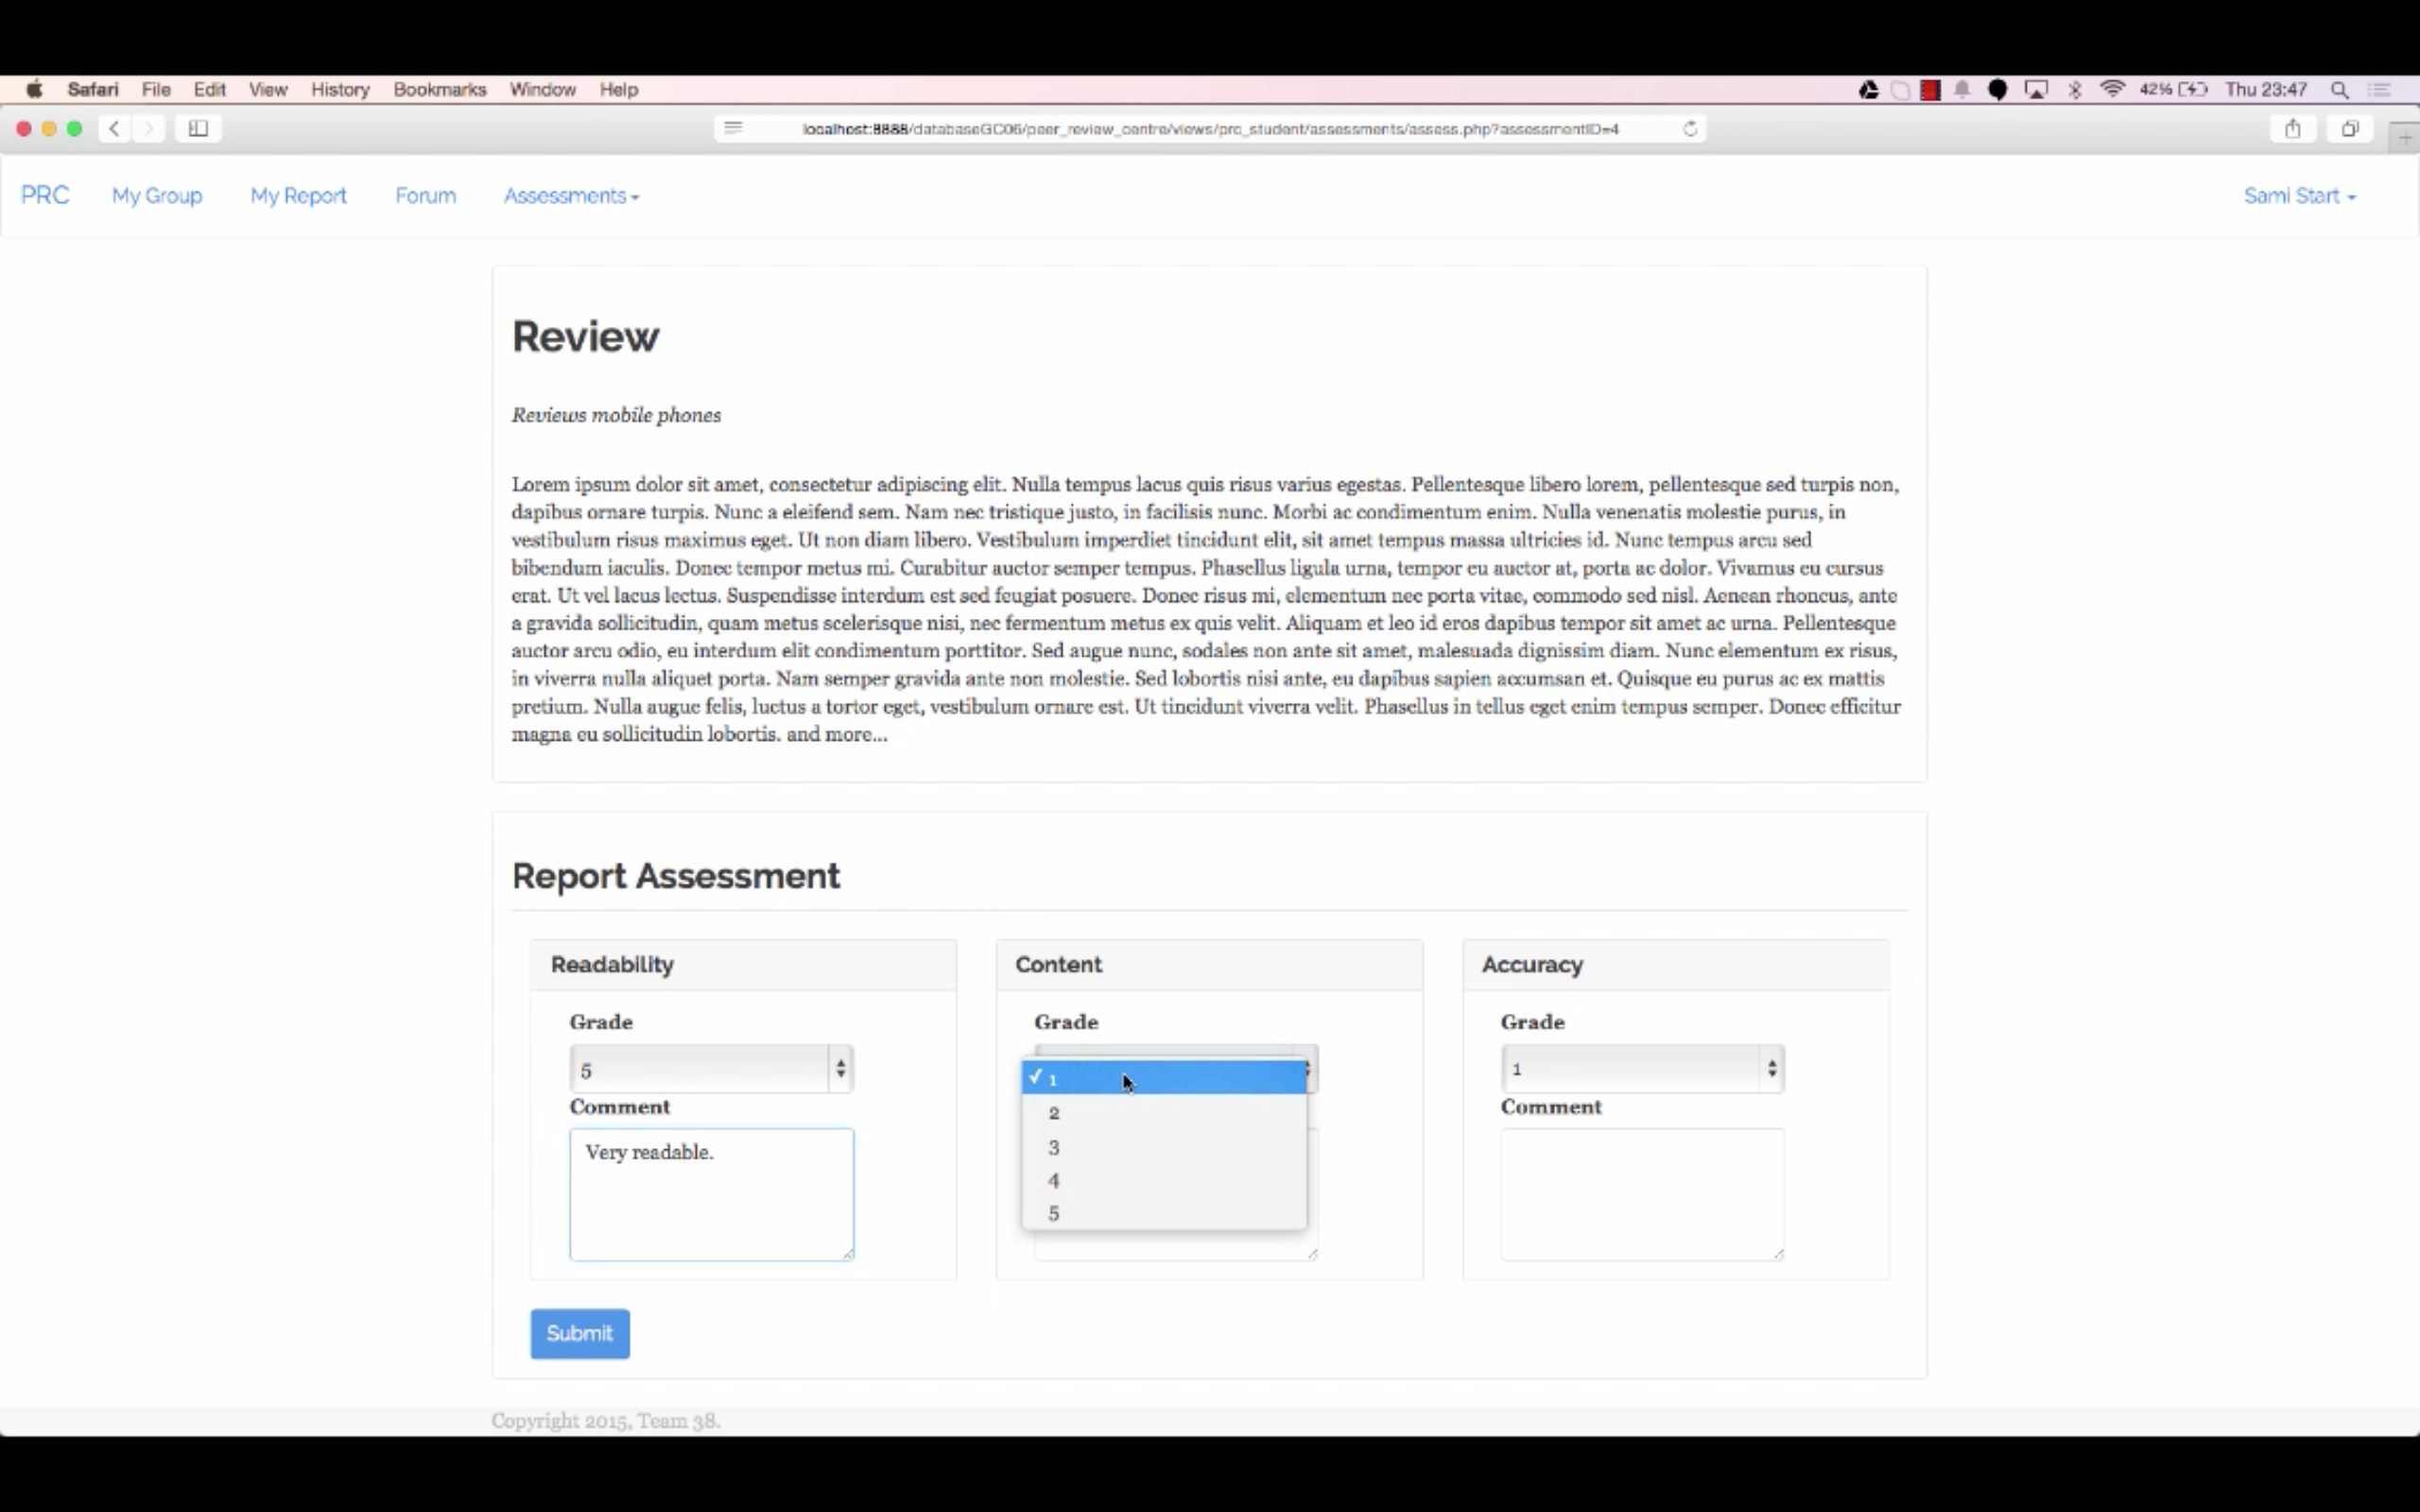 Safari File Edit View History Bookmarks Window Help 42% Thu 23:47
localhost:8888/databaseGC06/peer_review_centre/views/prc_student/assessments/assess.php?assessmentID=4
PRC My Group My Report Forum Assessments Sami Start
Review
Reviews mobile phones
Lorem ipsum dolor sit amet, consectetur adipiscing elit. Nulla tempus lacus quis risus varius egestas. Pellentesque libero lorem, pellentesque sed turpis non,
dapibus ornare turpis. Nunc a eleifend sem. Nam nec tristique justo, in facilisis nunc. Morbi ac condimentum enim. Nulla venenatis molestie purus, in
vestibulum risus maximus eget. Ut non diam libero. Vestibulum imperdiet tincidunt elit, sit amet tempus massa ultricies id. Nunc tempus arcu sed
bibendum iaculis. Donec tempor metus mi. Curabitur auctor semper tempus. Phasellus ligula urna, tempor eu auctor at, porta ac dolor. Vivamus eu cursus
erat. Ut vel lacus lectus. Suspendisse interdum est sed feugiat posuere. Donec risus mi, elementum nec porta vitae, commodo sed nisl. Aenean rhoncus, ante
a gravida sollicitudin, quam metus scelerisque nisi, nec fermentum metus ex quis velit. Aliquam et leo id eros dapibus tempor sit amet ac urna. Pellentesque
auctor arcu odio, eu interdum elit condimentum porttitor. Sed augue nunc, sodales non ante sit amet, malesuada dignissim diam. Nunc elementum ex risus,
in viverra nulla aliquet porta. Nam semper gravida ante non molestie. Sed lobortis nisi ante, eu dapibus sapien accumsan et. Quisque eu purus ac ex mattis
pretium. Nulla augue felis, luctus a tortor eget, vestibulum ornare est. Ut tincidunt viverra velit. Phasellus in tellus eget enim tempus semper. Donec efficitur
magna eu sollicitudin lobortis. and more...
Report Assessment
Readability
Grade
5
Comment
Very readable.
Content
Grade
✓ 1
2
3
4
5
Accuracy
Grade
1
Comment
Submit
Copyright 2015, Team 38.